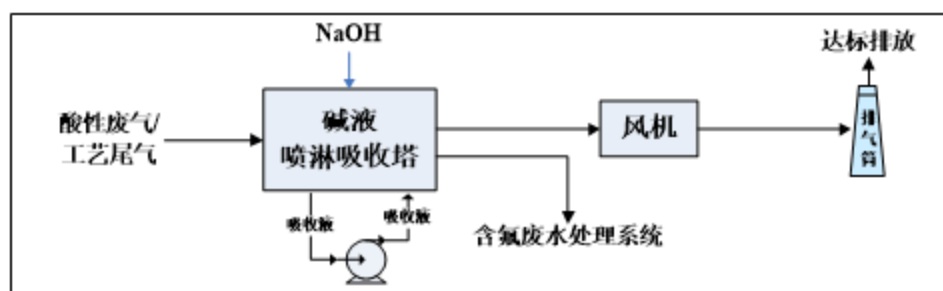 NaOH
达标排放
酸性废气/
工艺尾气
碱液
喷淋吸收塔
风机
排气筒
吸收液
吸收液
含氟废水处理系统